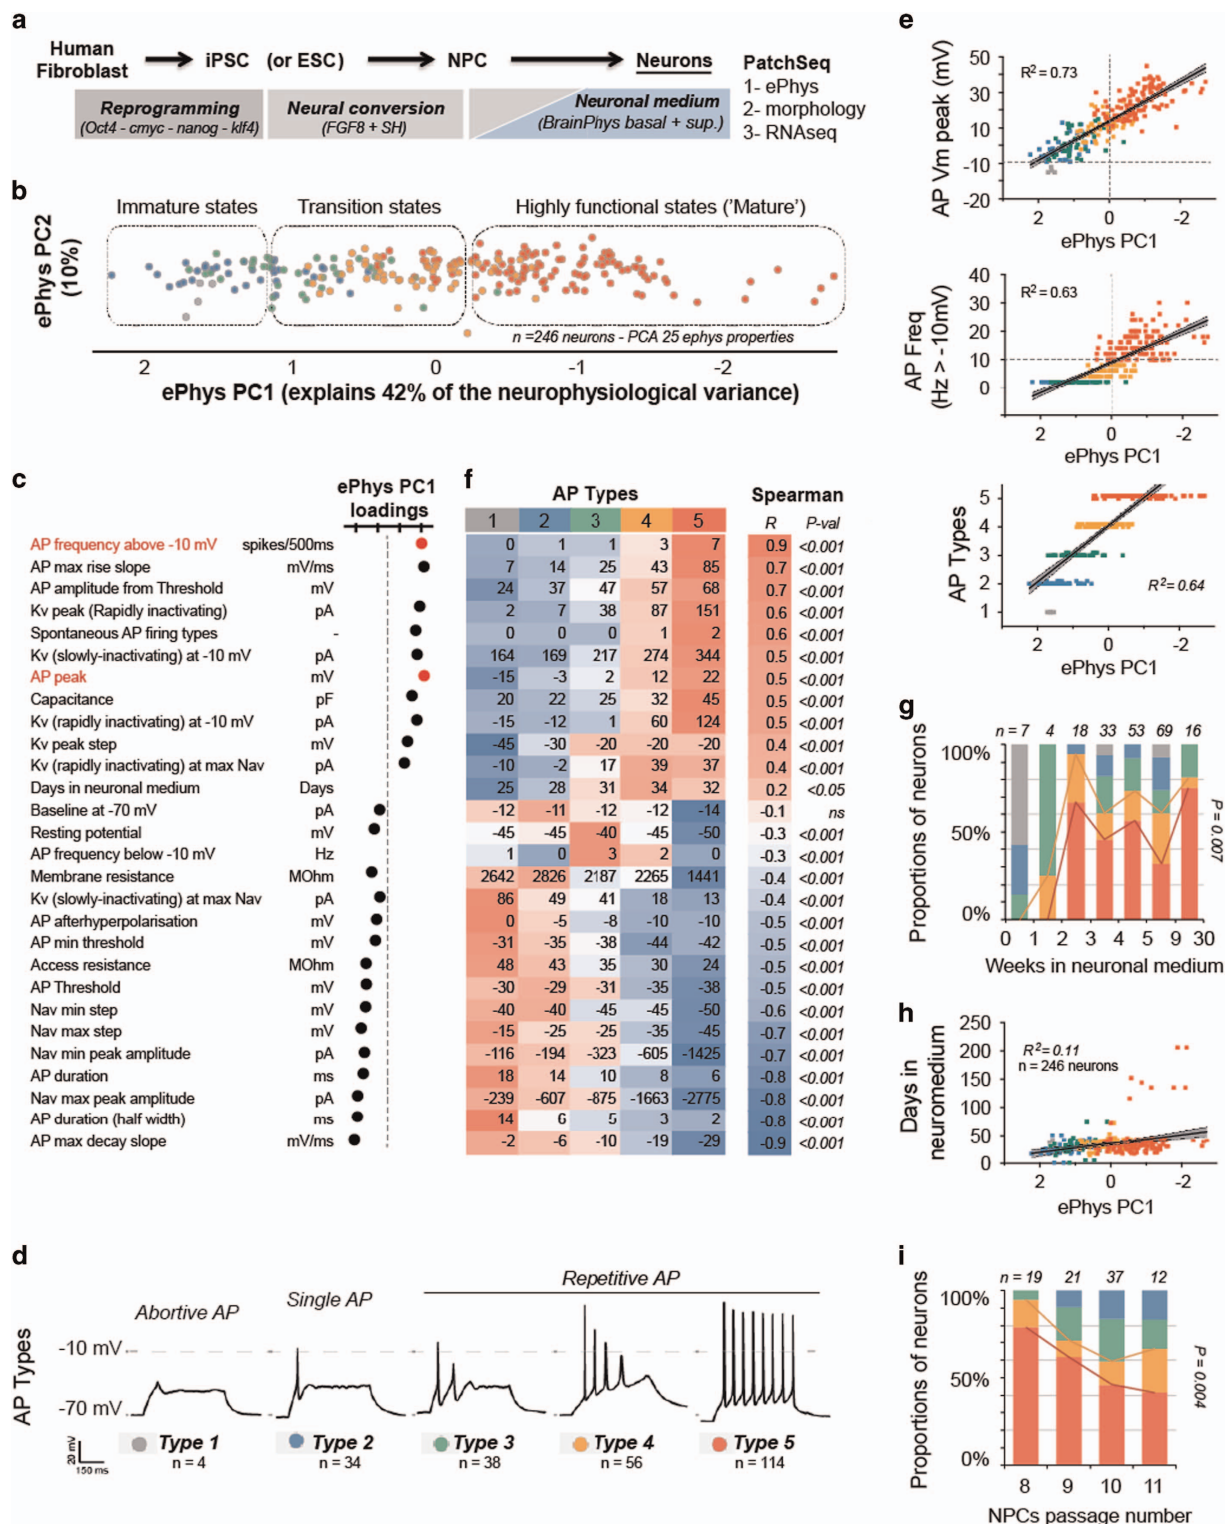 a
Human
Fibroblast
iPSC (or ESC)
NPC
Neurons
Reprogramming
(Oct4 - cmyc - nanog - klf4)
Neural conversion
(FGF8 + SH)
Neuronal medium
(BrainPhys basal + sup.)
PatchSeq
1- ePhys
2- morphology
3- RNAseq
b
Immature states
Transition states
Highly functional states ('Mature')
ePhys PC2
(10%)
n =246 neurons - PCA 25 ephys properties
2 1 0 -1 -2
ePhys PC1 (explains 42% of the neurophysiological variance)
c
ePhys PC1
loadings
f
AP Types
Spearman
1 2 3 4 5 R P-val
AP frequency above -10 mV spikes/500ms 0 1 1 3 7 0.9 <0.001
AP max rise slope mV/ms 7 14 25 43 85 0.7 <0.001
AP amplitude from Threshold mV 24 37 47 57 68 0.7 <0.001
Kv peak (Rapidly inactivating) pA 2 7 38 87 151 0.6 <0.001
Spontaneous AP firing types - 0 0 0 1 2 0.6 <0.001
Kv (slowly-inactivating) at -10 mV pA 164 169 217 274 344 0.5 <0.001
AP peak mV -15 -3 2 12 22 0.5 <0.001
Capacitance pF 20 22 25 32 45 0.5 <0.001
Kv (rapidly inactivating) at -10 mV pA -15 -12 1 60 124 0.5 <0.001
Kv peak step mV -45 -30 -20 -20 -20 0.4 <0.001
Kv (rapidly inactivating) at max Nav pA -10 -2 17 39 37 0.4 <0.001
Days in neuronal medium Days 25 28 31 34 32 0.2 <0.05
Baseline at -70 mV pA -12 -11 -12 -12 -14 -0.1 ns
Resting potential mV -45 -45 -40 -45 -50 -0.3 <0.001
AP frequency below -10 mV Hz 1 0 3 2 0 -0.3 <0.001
Membrane resistance MOhm 2642 2826 2187 2265 1441 -0.4 <0.001
Kv (slowly-inactivating) at max Nav pA 86 49 41 18 13 -0.4 <0.001
AP afterhyperpolarisation mV 0 -5 -8 -10 -10 -0.5 <0.001
AP min threshold mV -31 -35 -38 -44 -42 -0.5 <0.001
Access resistance MOhm 48 43 35 30 24 -0.5 <0.001
AP Threshold mV -30 -29 -31 -35 -38 -0.5 <0.001
Nav min step mV -40 -40 -45 -45 -50 -0.6 <0.001
Nav max step mV -15 -25 -25 -35 -45 -0.7 <0.001
Nav min peak amplitude pA -116 -194 -323 -605 -1425 -0.7 <0.001
AP duration ms 18 14 10 8 6 -0.8 <0.001
Nav max peak amplitude pA -239 -607 -875 -1663 -2775 -0.8 <0.001
AP duration (half width) ms 14 6 5 3 2 -0.8 <0.001
AP max decay slope mV/ms -2 -6 -10 -19 -29 -0.9 <0.001
d
AP Types
Abortive AP
Single AP
Repetitive AP
-10 mV
-70 mV
20 mV
150 ms
Type 1
n = 4
Type 2
n = 34
Type 3
n = 38
Type 4
n = 56
Type 5
n = 114
e
AP Vm peak (mV)
50
30
10
-10
-20
R² = 0.73
2 0 -2
ePhys PC1
AP Freq
(Hz > -10mV)
40
30
20
10
0
R² = 0.63
2 0 -2
ePhys PC1
AP Types
5
4
3
2
1
R² = 0.64
2 0 -2
ePhys PC1
g
Proportions of neurons
n = 7 4 18 33 53 69 16
100%
50%
0%
P = 0.007
0 1 2 3 4 5 9 30
Weeks in neuronal medium
h
Days in
neuromedium
250
200
150
100
50
0
R² = 0.11
n = 246 neurons
2 0 -2
ePhys PC1
i
Proportions of neurons
n = 19 21 37 12
100%
50%
0%
P = 0.004
8 9 10 11
NPCs passage number